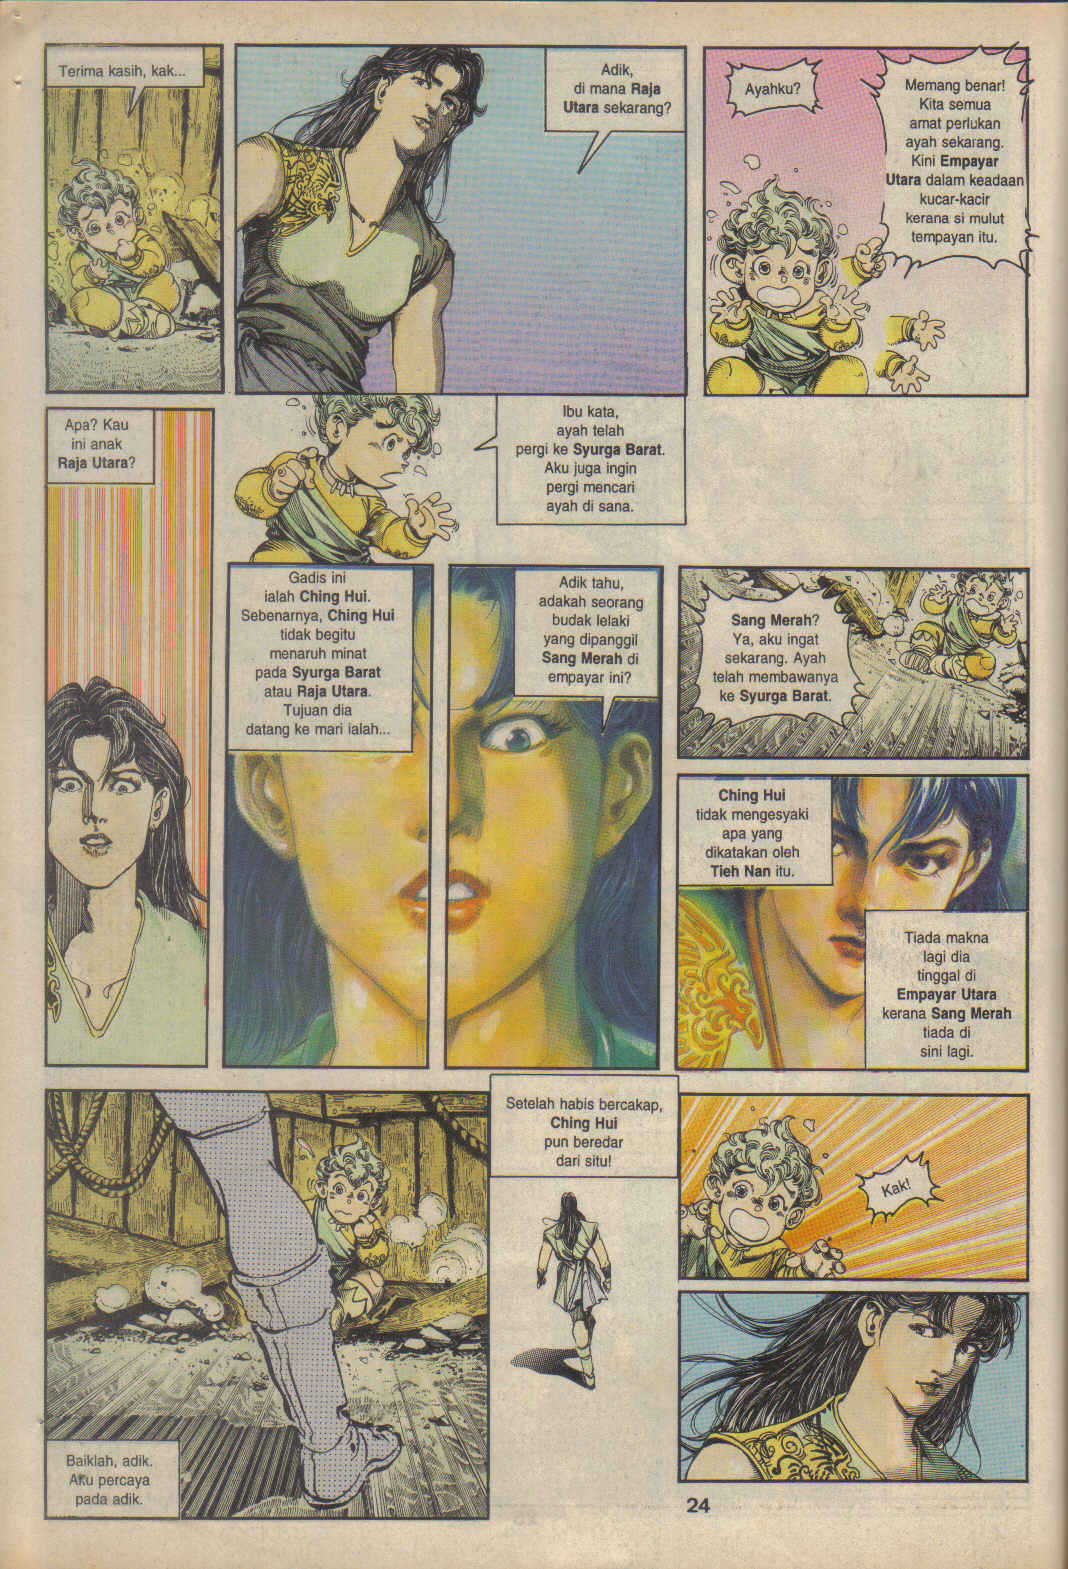 Terima kasih, kak...
Adik,
di mana Raja
Utara sekarang?
Ayahku?
Memang benar!
Kita semua
amat perlukan
ayah sekarang.
Kini Empayar
Utara dalam keadaan
kucar-kacir
kerana si mulut
tempayan itu.
Apa? Kau
ini anak
Raja Utara?
Ibu kata,
ayah telah
pergi ke Syurga Barat.
Aku juga ingin
pergi mencari
ayah di sana.
Gadis ini
ialah Ching Hui.
Sebenarnya, Ching Hui
tidak begitu
menaruh minat
pada Syurga Barat
atau Raja Utara.
Tujuan dia
datang ke mari ialah...
Adik tahu,
adakah seorang
budak lelaki
yang dipanggil
Sang Merah di
empayar ini?
Sang Merah?
Ya, aku ingat
sekarang. Ayah
telah membawanya
ke Syurga Barat.
Ching Hui
tidak mengesyaki
apa yang
dikatakan oleh
Tieh Nan itu.
Tiada makna
lagi dia
tinggal di
Empayar Utara
kerana Sang Merah
tiada di
sini lagi.
Baiklah, adik.
Aku percaya
pada adik.
Setelah habis bercakap,
Ching Hui
pun beredar
dari situ!
Kak!
24